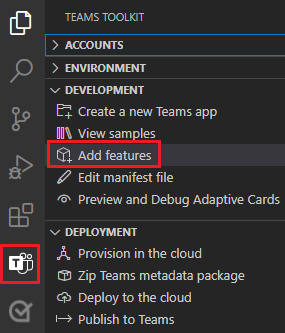 TEAMS TOOLKIT
ACCOUNTS
ENVIRONMENT
DEVELOPMENT
Create a new Teams app
View samples
Add features
Edit manifest file
Preview and Debug Adaptive Cards
DEPLOYMENT
Provision in the cloud
Zip Teams metadata package
Deploy to the cloud
Publish to Teams